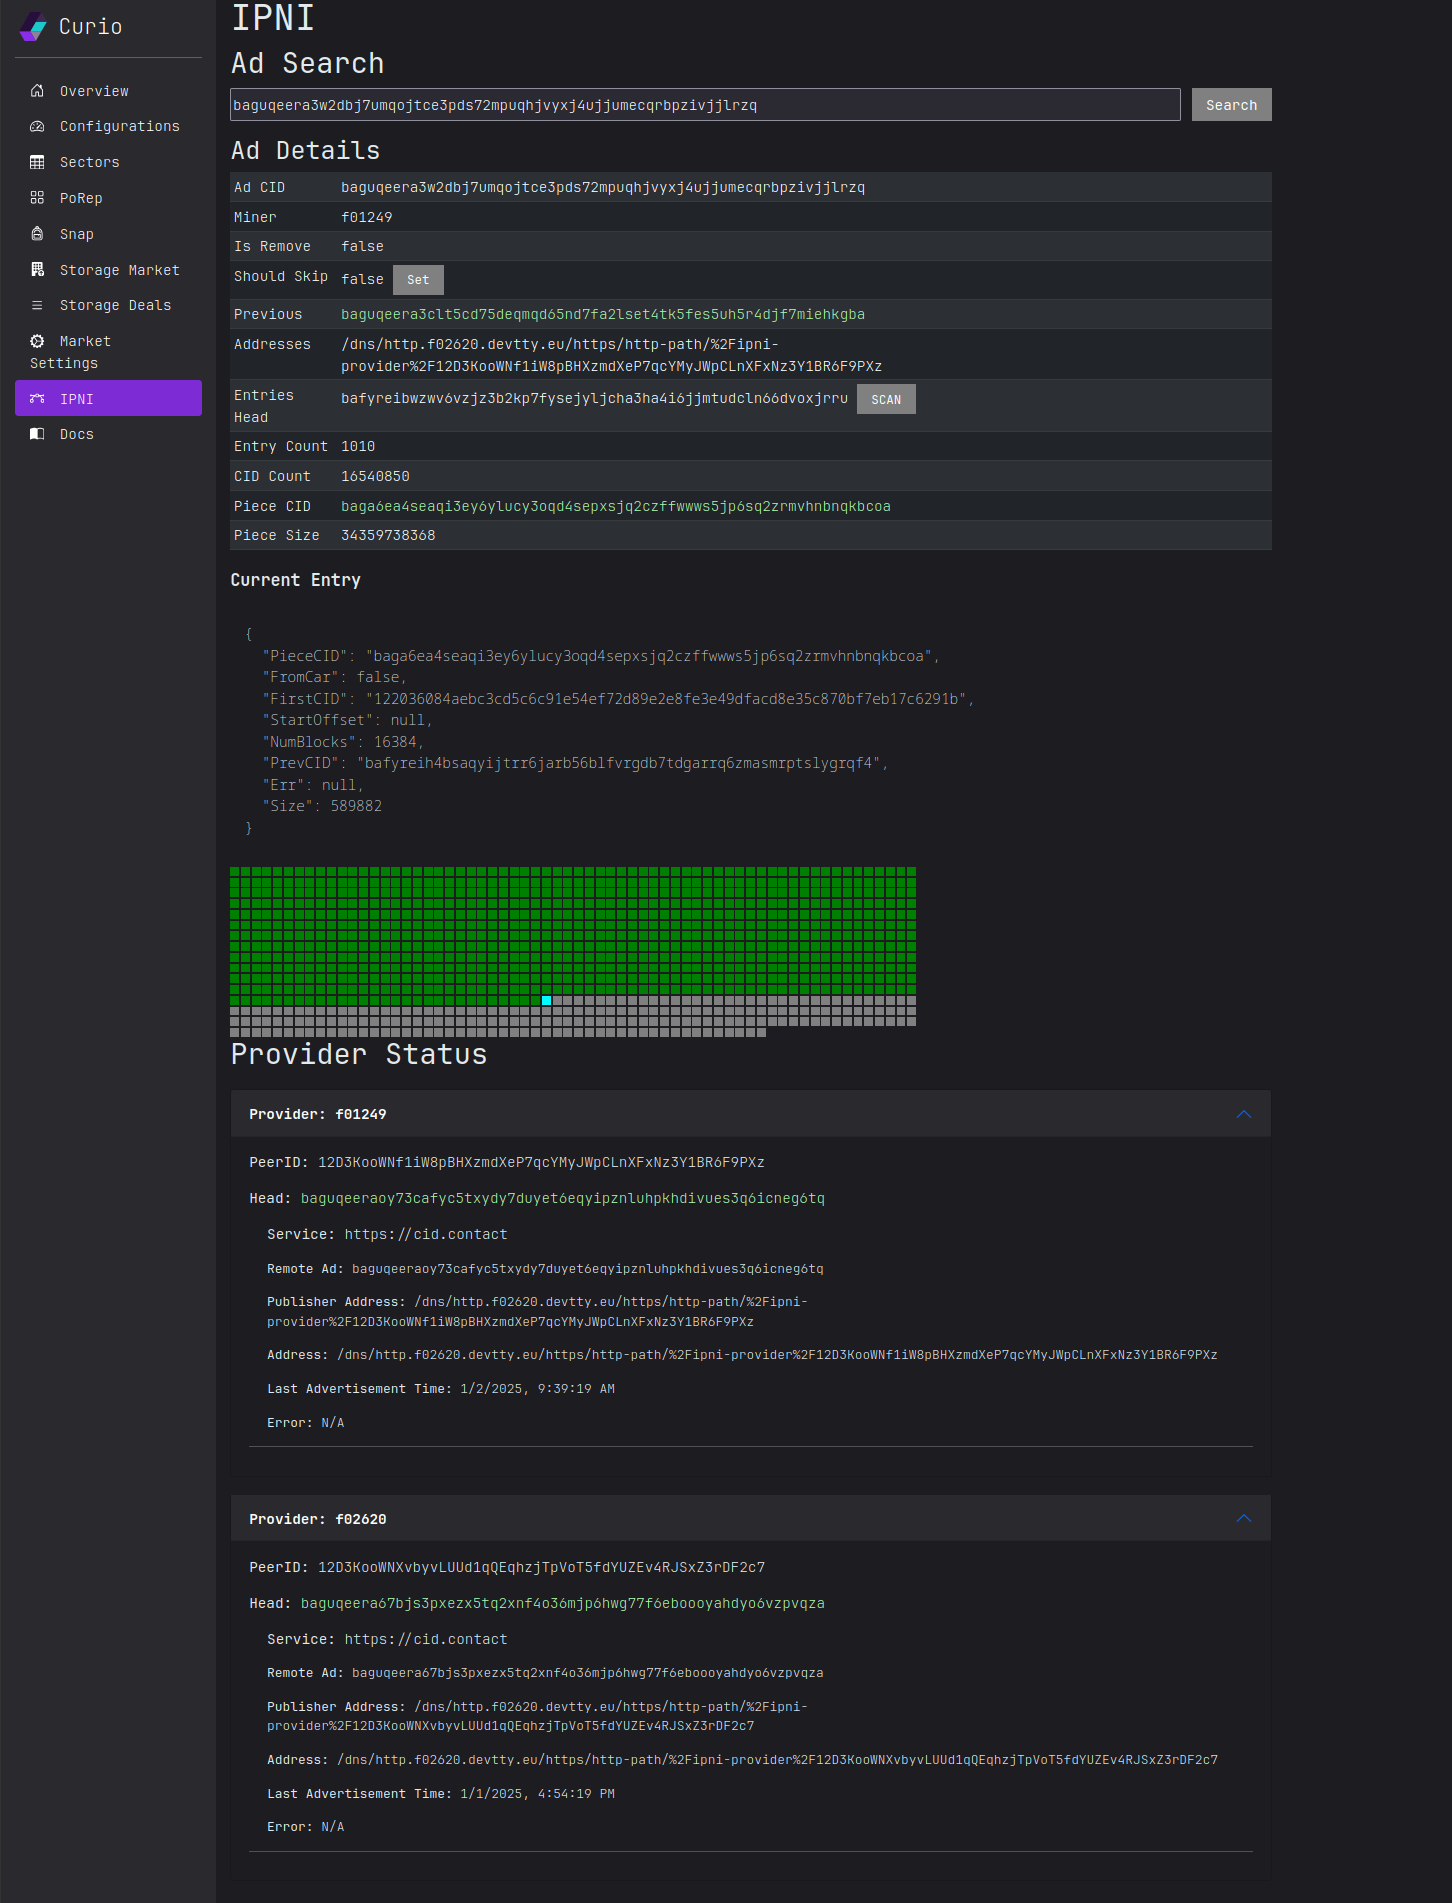 Curio
Overview
Configurations
Sectors
PoRep
Snap
Storage Market
Storage Deals
Market
Settings
IPNI
Docs
IPNI
Ad Search
baguqeera3w2dbj7umqojtce3pds72mpuqhjvyxj4ujjumecqrbpzivjjlrzq
Search
Ad Details
Ad CID baguqeera3w2dbj7umqojtce3pds72mpuqhjvyxj4ujjumecqrbpzivjjlrzq
Miner f01249
Is Remove false
Should Skip false Set
Previous baguqeera3clt5cd75deqmqd65nd7fa2lset4tk5fes5uh5r4djf7miehkgba
Addresses /dns/http.f02620.devtty.eu/https/http-path/%2Fipni-
provider%2F12D3KooWNf1iW8pBHXzmdXeP7qcYMyJWpCLnXFxNz3Y1BR6F9PXz
Entries
Head
bafyreibwzwv6vzjz3b2kp7fysejyljcha3ha4i6jjmtudcln66dvoxjrru SCAN
Entry Count 1010
CID Count 16540850
Piece CID baga6ea4seaqi3ey6ylucy3oqd4sepxsjq2czffwwws5jp6sq2zrmvhnbnqkbcoa
Piece Size 34359738368
Current Entry
{
"PieceCID": "baga6ea4seaqi3ey6ylucy3oqd4sepxsjq2czffwwws5jp6sq2zrmvhnbnqkbcoa",
"FromCar": false,
"FirstCID": "122036084aebc3cd5c6c91e54ef72d89e2e8fe3e49dfacd8e35c870bf7eb17c6291b",
"StartOffset": null,
"NumBlocks": 16384,
"PrevCID": "bafyreih4bsaqyijtrr6jarb56blfvrgdb7tdgarrq6zmasmrptslygrqf4",
"Err": null,
"Size": 589882
}
Provider Status
Provider: f01249
PeerID: 12D3KooWNf1iW8pBHXzmdXeP7qcYMyJWpCLnXFxNz3Y1BR6F9PXz
Head: baguqeeraoy73cafyc5txydy7duyet6eqyipznluhpkhdivues3q6icneg6tq
Service: https://cid.contact
Remote Ad: baguqeeraoy73cafyc5txydy7duyet6eqyipznluhpkhdivues3q6icneg6tq
Publisher Address: /dns/http.f02620.devtty.eu/https/http-path/%2Fipni-
provider%2F12D3KooWNf1iW8pBHXzmdXeP7qcYMyJWpCLnXFxNz3Y1BR6F9PXz
Address: /dns/http.f02620.devtty.eu/https/http-path/%2Fipni-provider%2F12D3KooWNf1iW8pBHXzmdXeP7qcYMyJWpCLnXFxNz3Y1BR6F9PXz
Last Advertisement Time: 1/2/2025, 9:39:19 AM
Error: N/A
Provider: f02620
PeerID: 12D3KooWNXvbyvLUUd1qQEqhzjTpVoT5fdYUZEv4RJSxZ3rDF2c7
Head: baguqeera67bjs3pxezx5tq2xnf4o36mjp6hwg77f6eboooyahdyo6vzpvqza
Service: https://cid.contact
Remote Ad: baguqeera67bjs3pxezx5tq2xnf4o36mjp6hwg77f6eboooyahdyo6vzpvqza
Publisher Address: /dns/http.f02620.devtty.eu/https/http-path/%2Fipni-
provider%2F12D3KooWNXvbyvLUUd1qQEqhzjTpVoT5fdYUZEv4RJSxZ3rDF2c7
Address: /dns/http.f02620.devtty.eu/https/http-path/%2Fipni-provider%2F12D3KooWNXvbyvLUUd1qQEqhzjTpVoT5fdYUZEv4RJSxZ3rDF2c7
Last Advertisement Time: 1/1/2025, 4:54:19 PM
Error: N/A